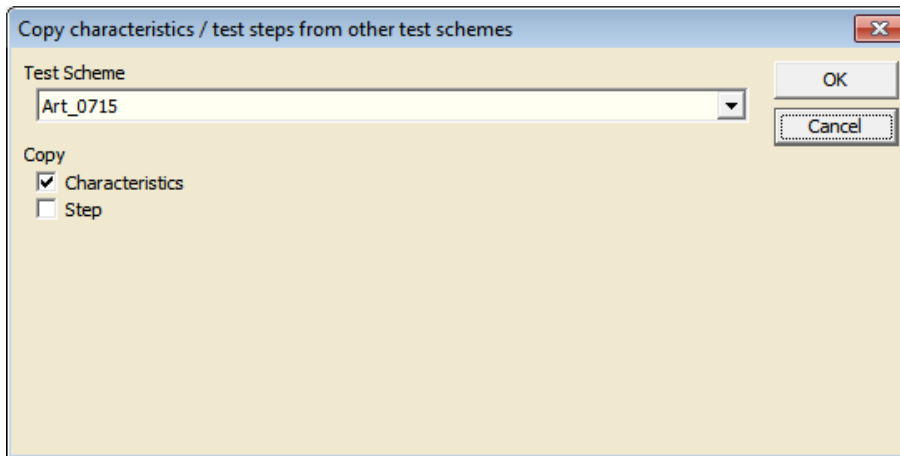 Copy characteristics / test steps from other test schemes
Test Scheme
OK
Art_0715
Cancel
Copy
Characteristics
Step